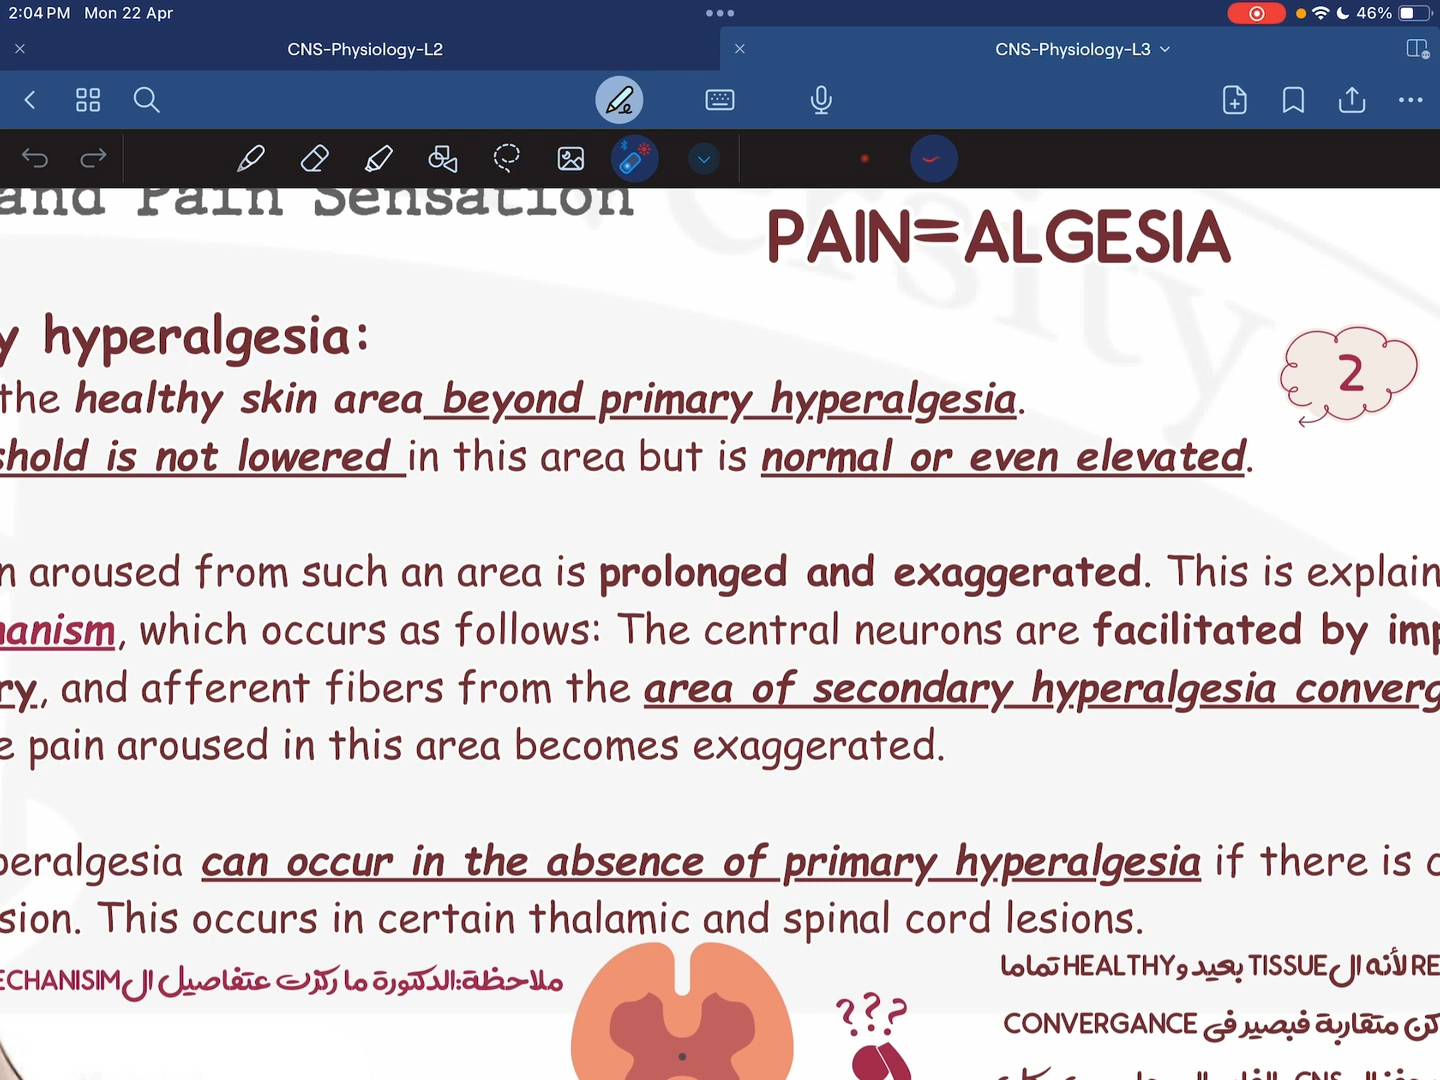 2:04 PM Mon 22 Apr
46%
CNS-Physiology-L2
CNS-Physiology-L3
and Pain Sensation
PAIN=ALGESIA
y hyperalgesia:
2
the healthy skin area beyond primary hyperalgesia.
shold is not lowered in this area but is normal or even elevated.
n aroused from such an area is prolonged and exaggerated. This is explain
hanism, which occurs as follows: The central neurons are facilitated by imp
ry, and afferent fibers from the area of secondary hyperalgesia converg
e pain aroused in this area becomes exaggerated.
peralgesia can occur in the absence of primary hyperalgesia if there is
sion. This occurs in certain thalamic and spinal cord lesions.
ملاحظة:الدكتورة ما ركزت عتفاصيل ال ECHANISIM
RE لأنه ال TISSUE بعيد و HEALTHY تماما
متقاربة فبصير في CONVERGANCE
???